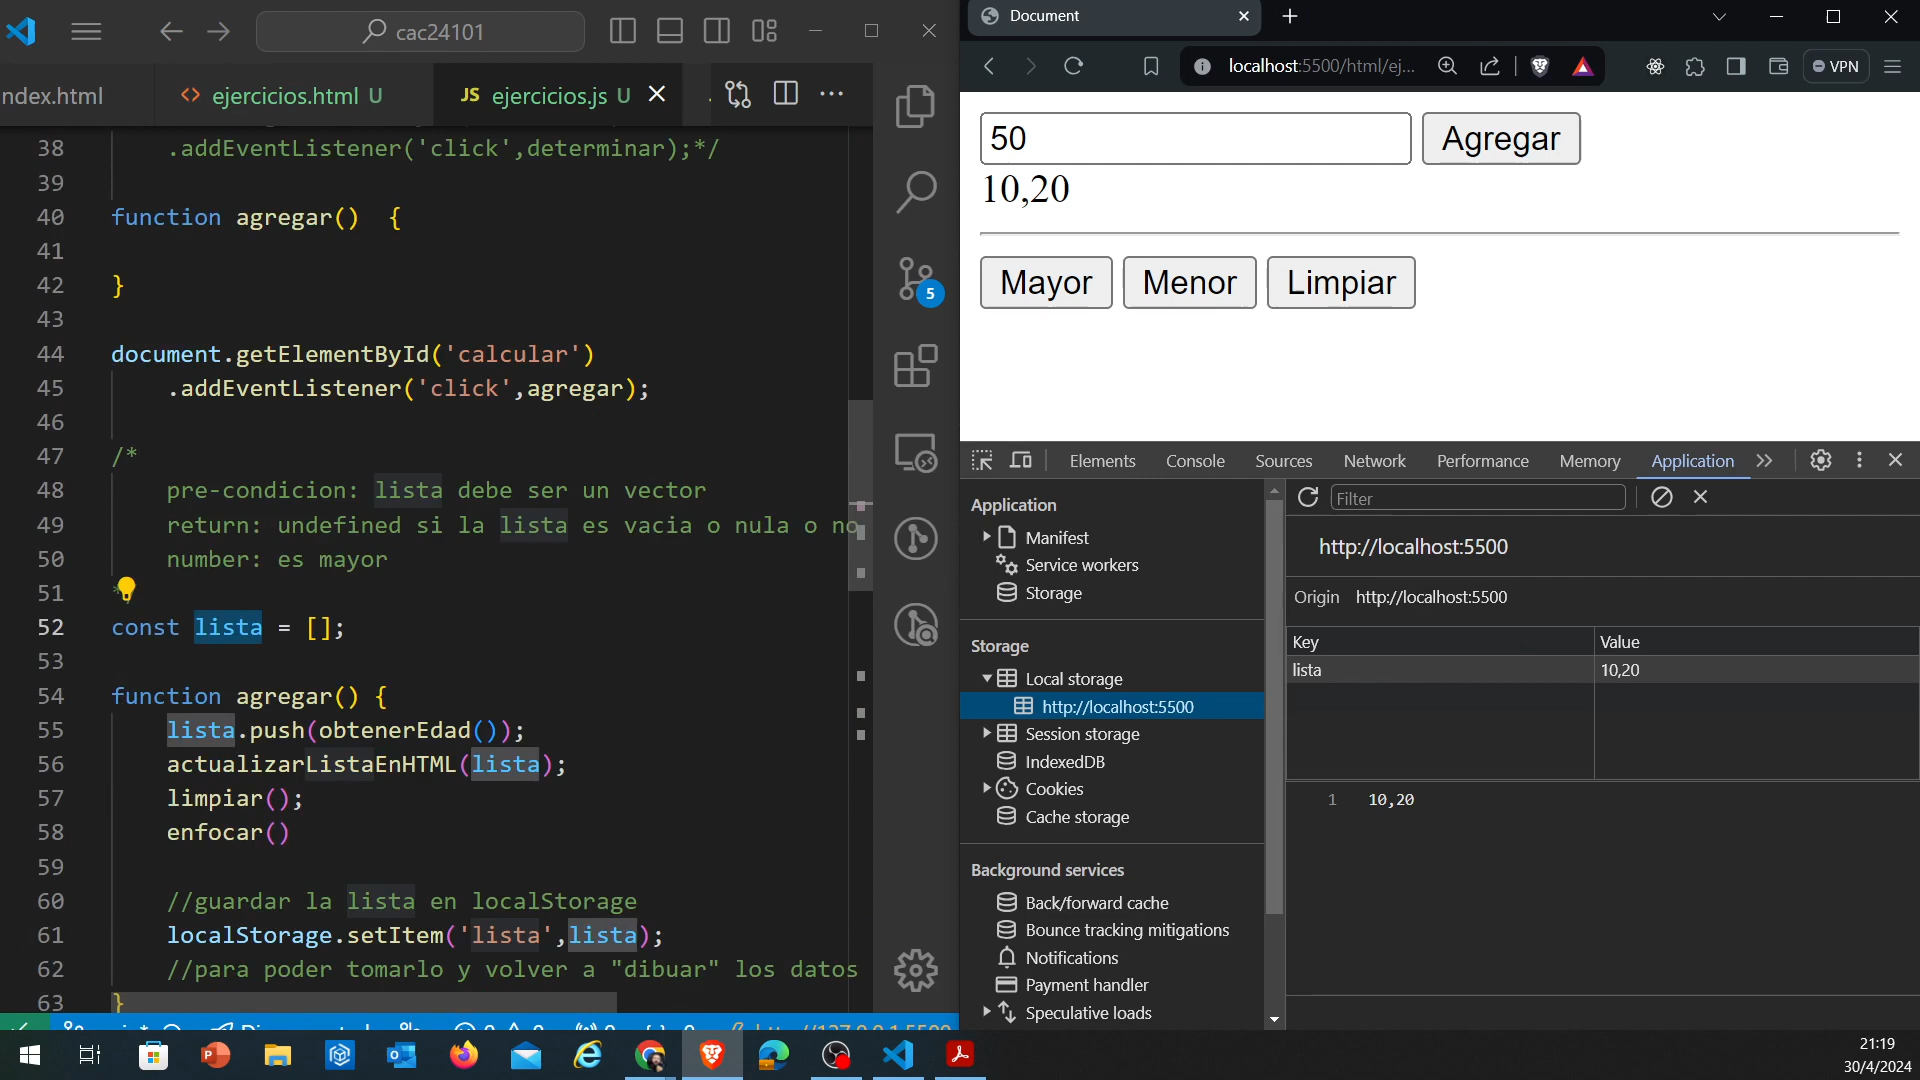 cac24101
ndex.html
<> ejercicios.html U
JS ejercicios.js U
38 .addEventListener('click',determinar);*/
39
40 function agregar() {
41
42 }
43
44 document.getElementById('calcular')
45 .addEventListener('click',agregar);
46
47 /*
48 pre-condicion: lista debe ser un vector
49 return: undefined si la lista es vacia o nula o no
50 number: es mayor
51
52 const lista = [];
53
54 function agregar() {
55 lista.push(obtenerEdad());
56 actualizarListaEnHTML(lista);
57 limpiar();
58 enfocar()
59
60 //guardar la lista en localStorage
61 localStorage.setItem('lista',lista);
62 //para poder tomarlo y volver a "dibuar" los datos
63 }
5
Document
localhost:5500/html/ej...
VPN
50
Agregar
10,20
Mayor
Menor
Limpiar
Elements
Console
Sources
Network
Performance
Memory
Application
Application
Manifest
Service workers
Storage
Storage
Local storage
http://localhost:5500
Session storage
IndexedDB
Cookies
Cache storage
Background services
Back/forward cache
Bounce tracking mitigations
Notifications
Payment handler
Speculative loads
Filter
http://localhost:5500
Origin http://localhost:5500
Key Value
lista 10,20
1 10,20
21:19
30/4/2024